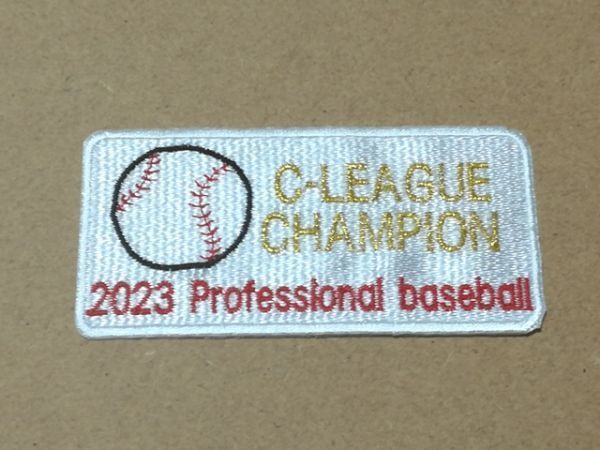 C-LEAGUE
CHAMPION
2023 Professional baseball